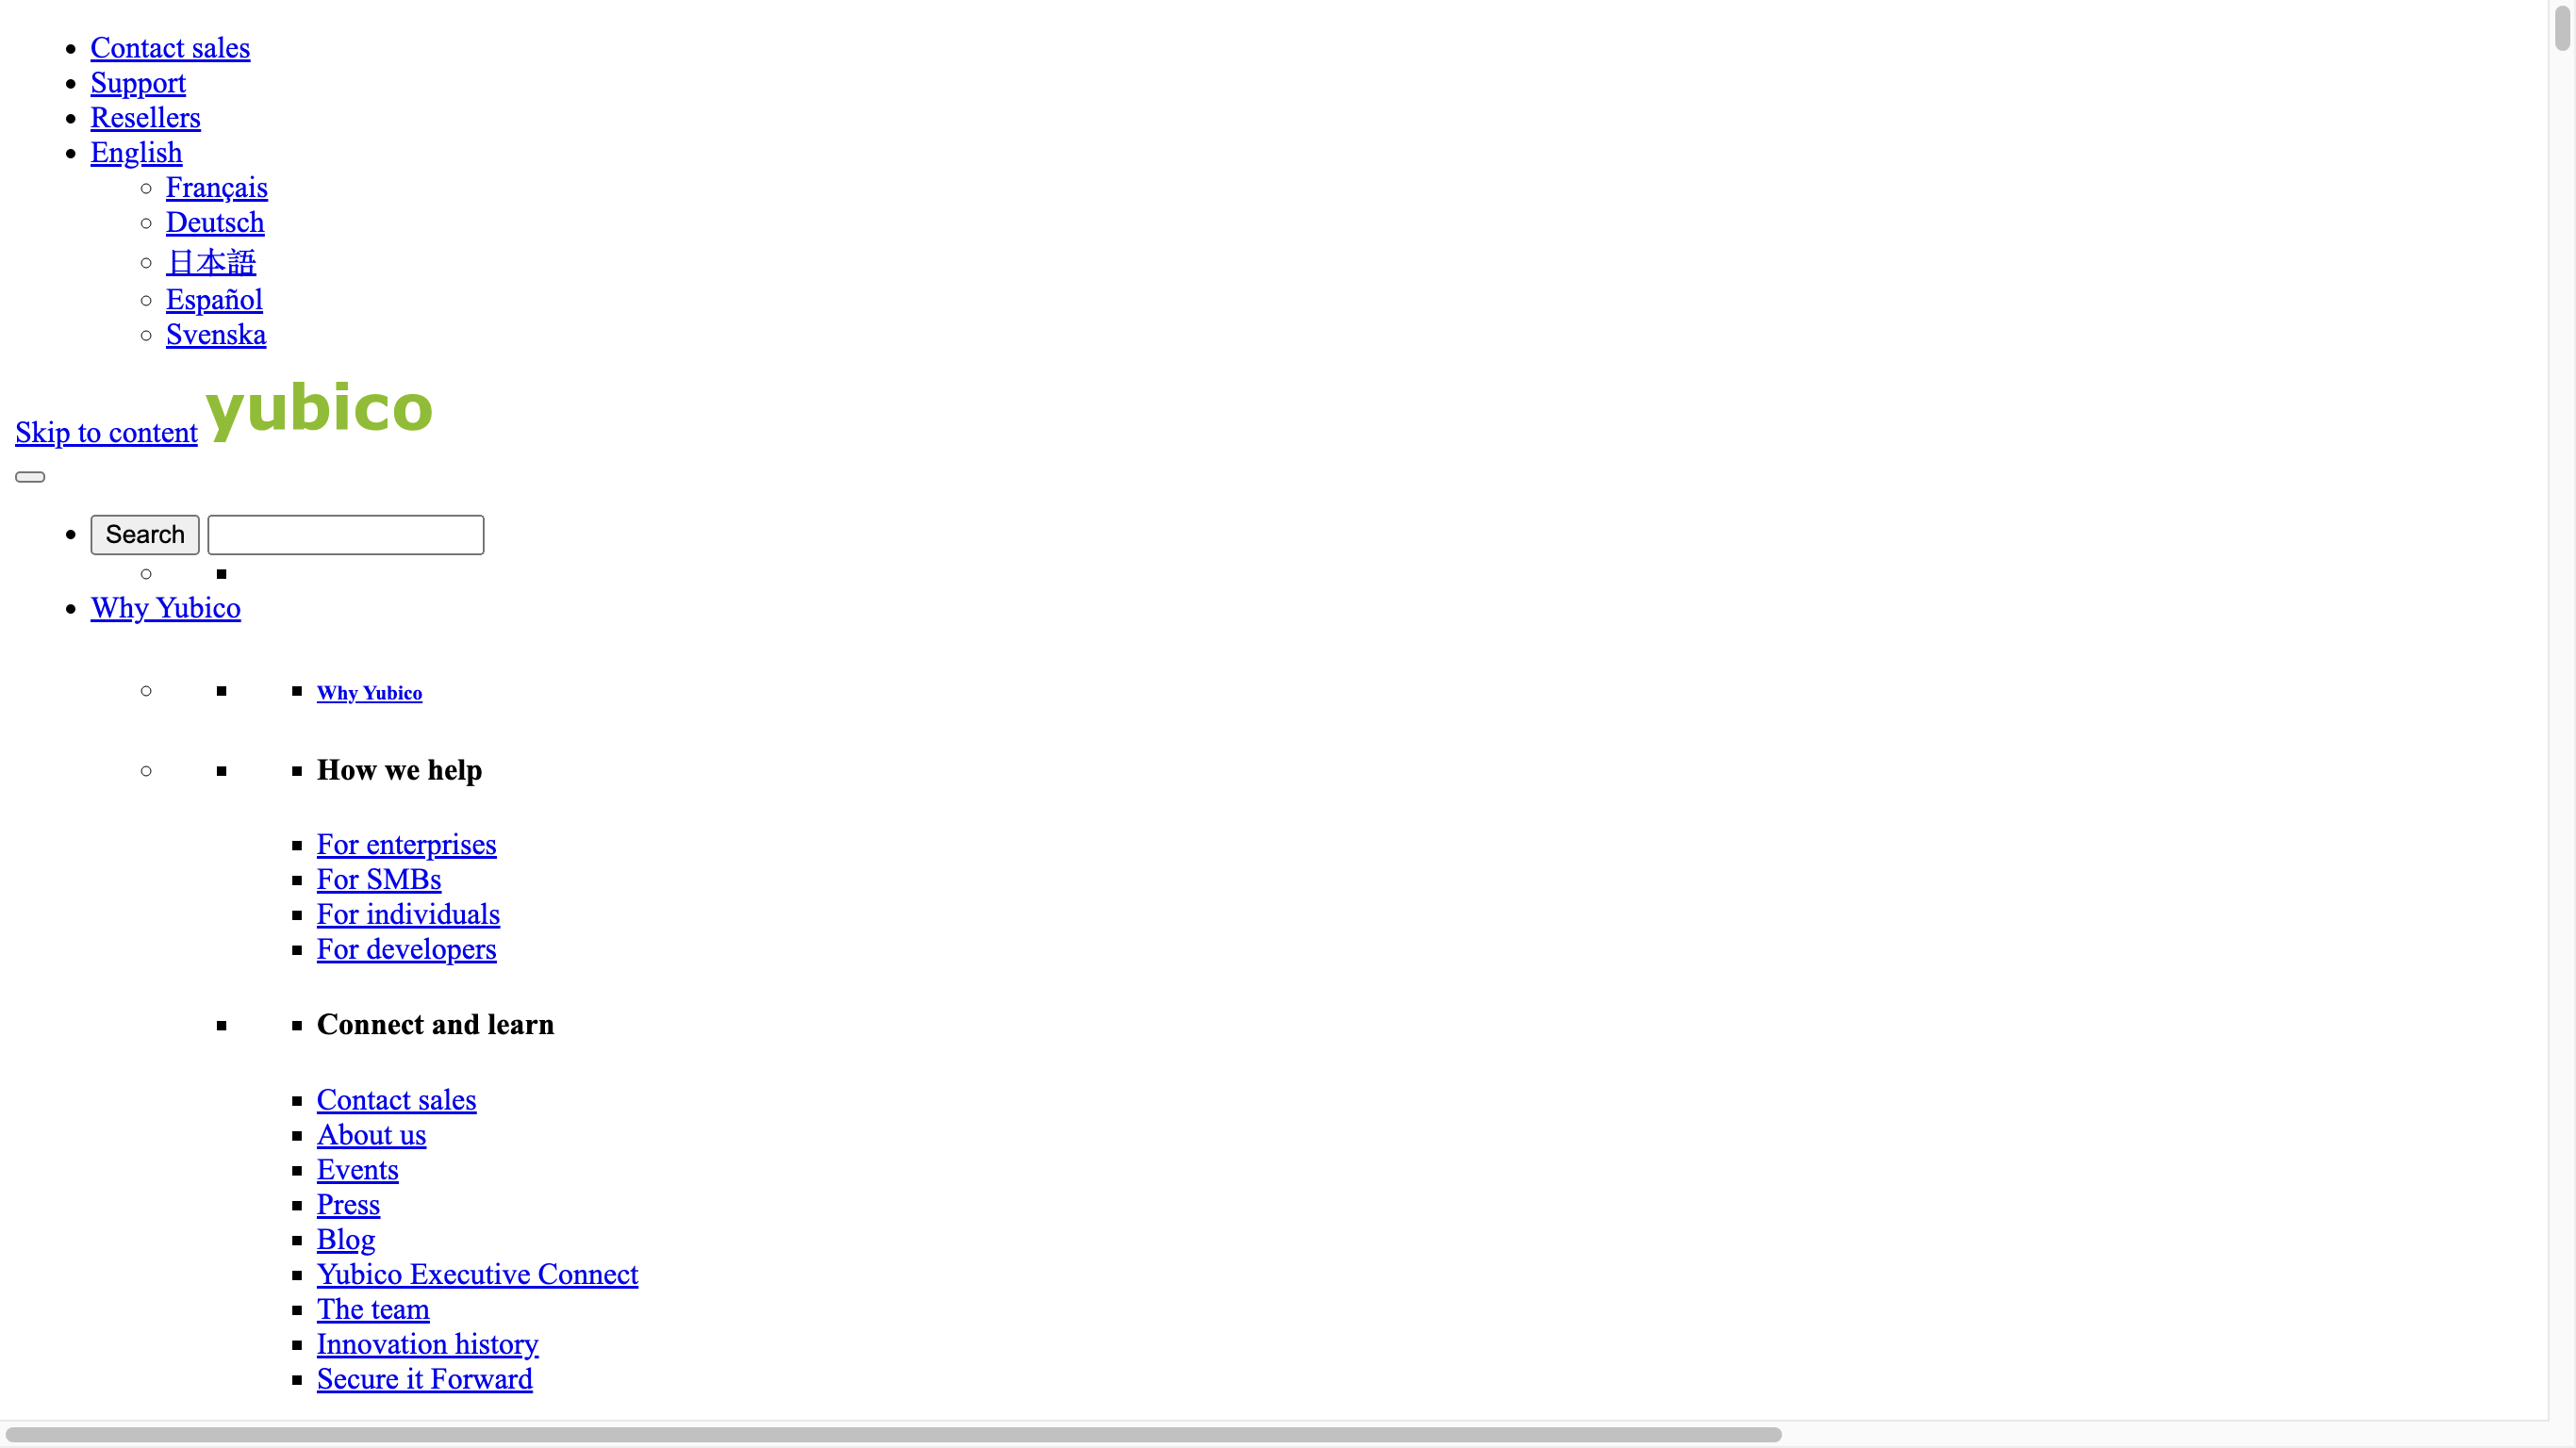 Contact sales
Support
Resellers
English
Français
Deutsch
日本語
Español
Svenska
Skip to content yubico
Search
Why Yubico
Why Yubico
How we help
For enterprises
For SMBs
For individuals
For developers
Connect and learn
Contact sales
About us
Events
Press
Blog
Yubico Executive Connect
The team
Innovation history
Secure it Forward